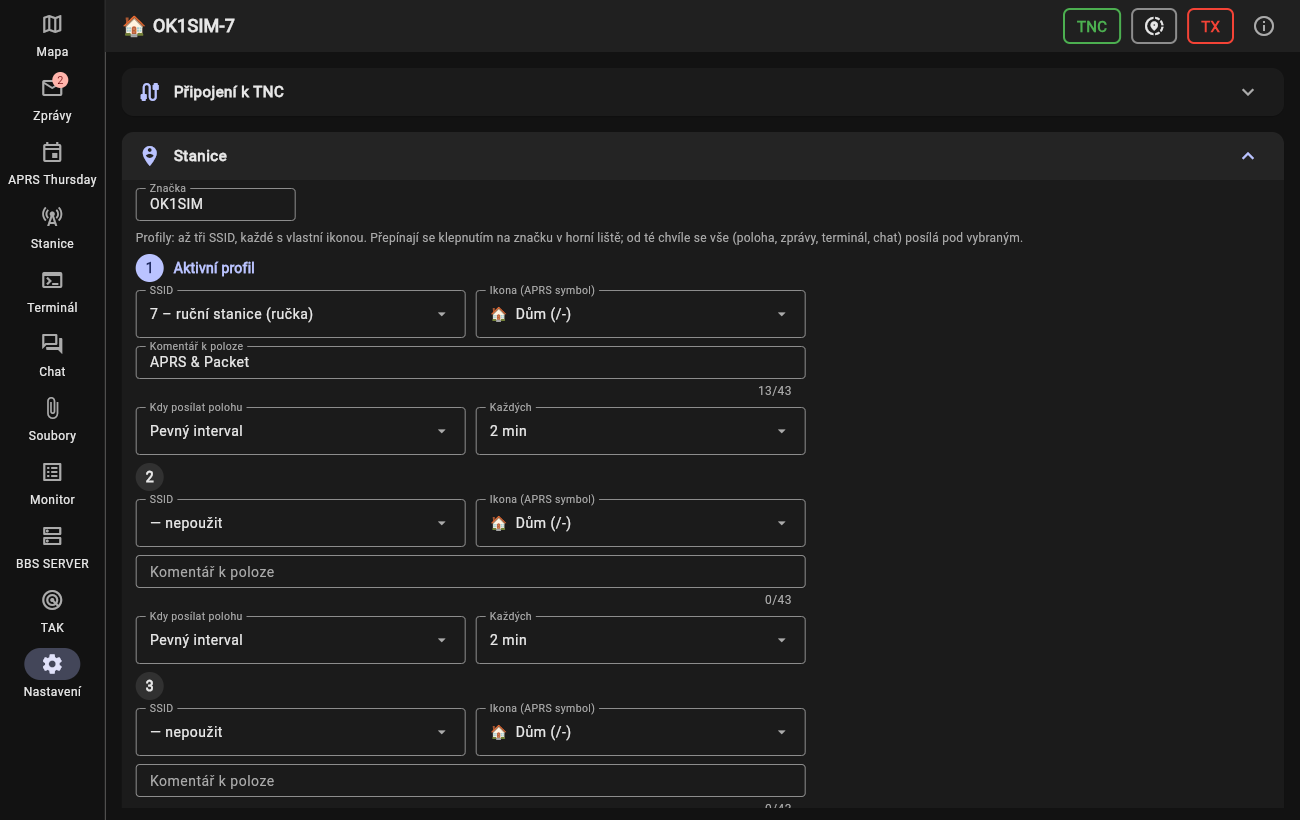 OK1SIM-7
TNC
TX
Mapa
2
Zprávy
APRS Thursday
Stanice
Terminál
Chat
Soubory
Monitor
BBS SERVER
TAK
Nastavení
Připojení k TNC
Stanice
Značka
OK1SIM
Profily: až tři SSID, každé s vlastní ikonou. Přepínají se klepnutím na značku v horní liště; od té chvíle se vše (poloha, zprávy, terminál, chat) posílá pod vybraným.
1 Aktivní profil
SSID
7 – ruční stanice (ručka)
Ikona (APRS symbol)
Dům (/-)
Komentář k poloze
APRS & Packet
13/43
Kdy posílat polohu
Pevný interval
Každých
2 min
2
SSID
— nepoužit
Ikona (APRS symbol)
Dům (/-)
Komentář k poloze
0/43
Kdy posílat polohu
Pevný interval
Každých
2 min
3
SSID
— nepoužit
Ikona (APRS symbol)
Dům (/-)
Komentář k poloze
0/43